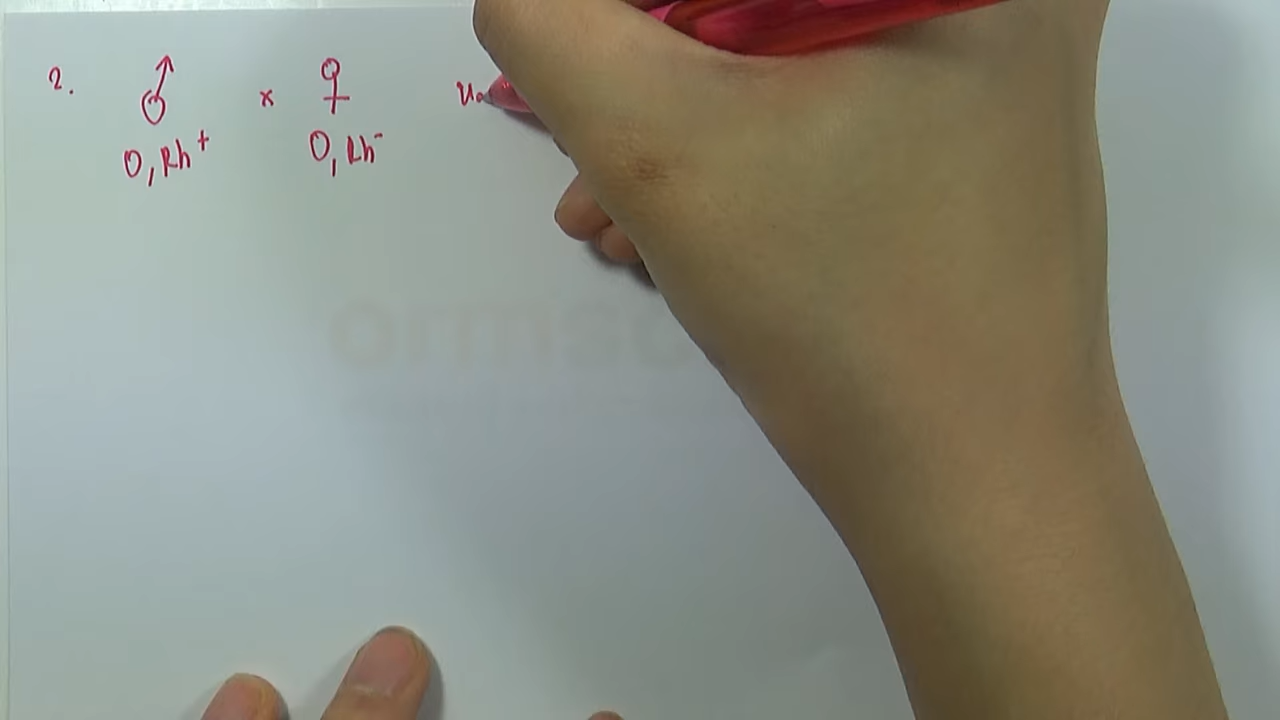 2. ♂ × ♀
O, Rh⁺ O, Rh⁻